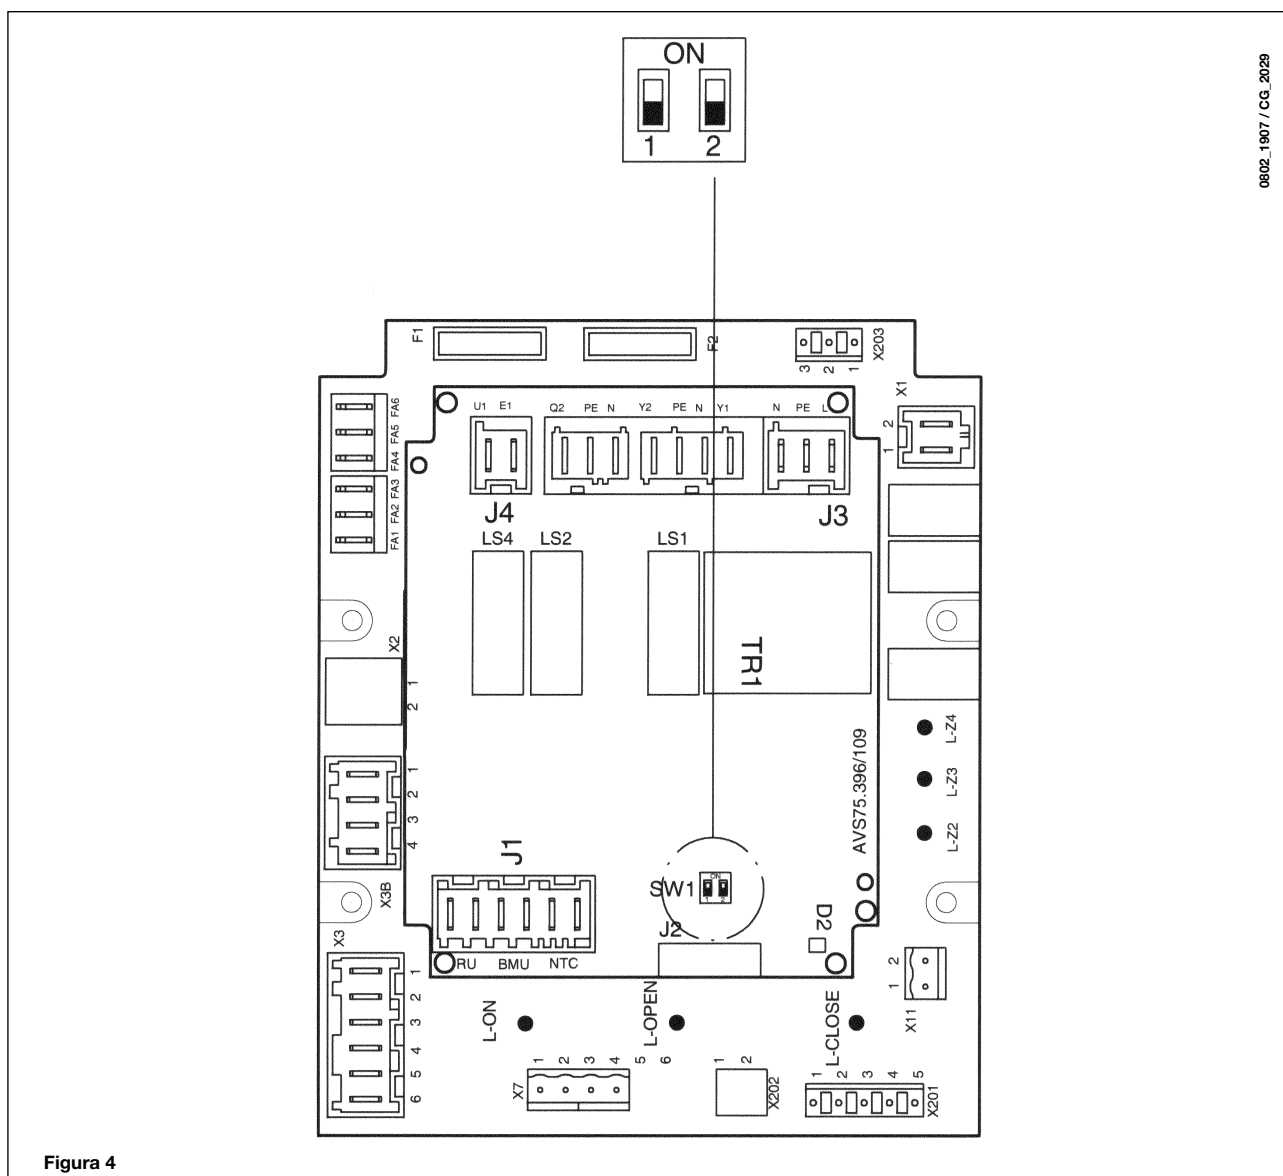 ON
1 2
0802_1907 / CG_2029
F1
F2
3 2 1
X203
X1
1 2
FA6
FA5
FA4
FA3
FA2
FA1
U1 E1
Q2 PE N Y2 PE N Y1
N PE L
J4
J3
LS4 LS2 LS1
TR1
X2
1
2
1
2
3
4
X3B
X3
1
2
3
4
5
6
L-Z4
L-Z3
L-Z2
AVS75.396/109
J1
SW1
ON
1 2
J2
D2
RU BMU NTC
1 2
X11
L-ON
L-OPEN
L-CLOSE
X7
1 2 3 4 5 6
1 2
X202
1 2 3 4 5
X201
Figura 4